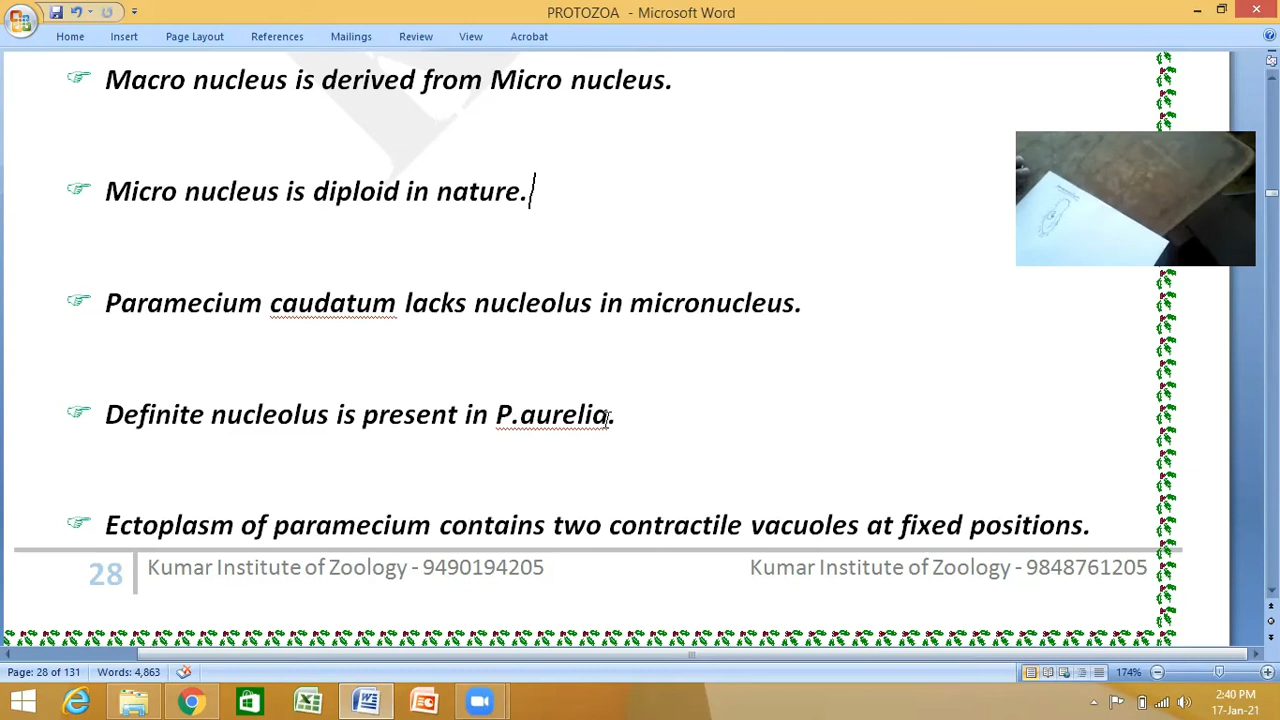 PROTOZOA - Microsoft Word
Home Insert Page Layout References Mailings Review View Acrobat
Macro nucleus is derived from Micro nucleus.
Micro nucleus is diploid in nature.
Paramecium caudatum lacks nucleolus in micronucleus.
Definite nucleolus is present in P.aurelia.
Ectoplasm of paramecium contains two contractile vacuoles at fixed positions.
28 Kumar Institute of Zoology - 9490194205 Kumar Institute of Zoology - 9848761205
Page: 28 of 131 Words: 4,863 174%
2:40 PM
17-Jan-21